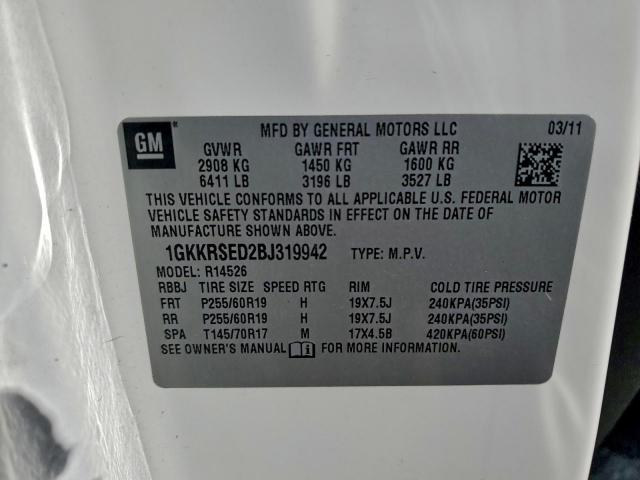 GM MFD BY GENERAL MOTORS LLC 03/11
GVWR GAWR FRT GAWR RR
2908 KG 1450 KG 1600 KG
6411 LB 3196 LB 3527 LB
THIS VEHICLE CONFORMS TO ALL APPLICABLE U.S. FEDERAL MOTOR
VEHICLE SAFETY STANDARDS IN EFFECT ON THE DATE OF
MANUFACTURE SHOWN ABOVE.
1GKKRSED2BJ319942 TYPE: M.P.V.
MODEL: R14526
RBBJ TIRE SIZE SPEED RTG RIM COLD TIRE PRESSURE
FRT P255/60R19 H 19X7.5J 240KPA(35PSI)
RR P255/60R19 H 19X7.5J 240KPA(35PSI)
SPA T145/70R17 M 17X4.5B 420KPA(60PSI)
SEE OWNER'S MANUAL FOR MORE INFORMATION.